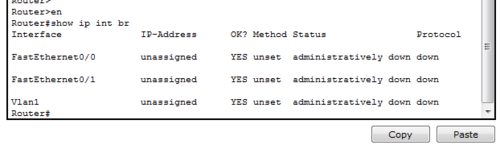 Router>
Router>en
Router#show ip int br
Interface IP-Address OK? Method Status Protocol
FastEthernet0/0 unassigned YES unset administratively down down
FastEthernet0/1 unassigned YES unset administratively down down
Vlan1 unassigned YES unset administratively down down
Router#
Copy Paste